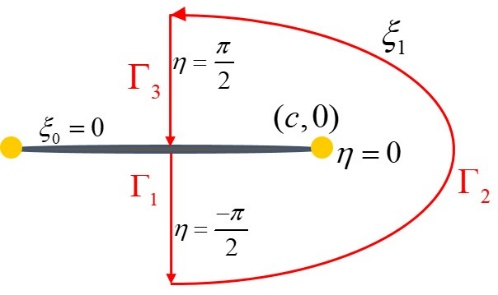 ξ₁
η = π/2
Γ₃
ξ₀ = 0
(c,0)
η = 0
Γ₁
Γ₂
η = −π/2